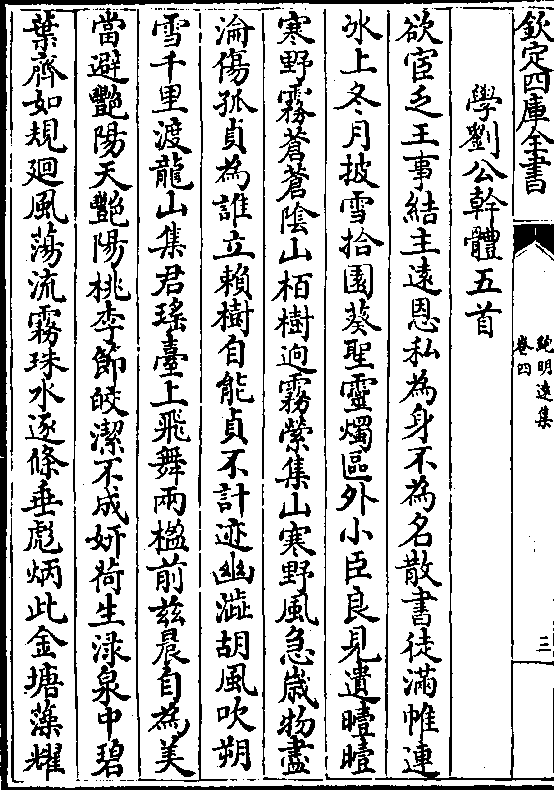 欽定四庫全書
鮑明遠集
卷四
三
學劉公幹體五首
欲宦乏王事結主遠恩私為身不為名散書徒滿帷連
氷上冬月披雪拾園葵聖靈燭區外小臣良見遺曀曀
寒野霧蒼蒼陰山栢樹逈霧縈集山寒野風急嵗物盡
淪傷孤貞為誰立賴樹自能貞不計迹幽澁胡風吹朔
雪千里渡龍山集君瑤臺上飛舞兩楹前兹晨自為美
當避艷陽天艷陽桃李節皎潔不成妍荷生渌泉中碧
葉齊如規廻風蕩流霧珠水逐條垂彪炳此金塘藻耀